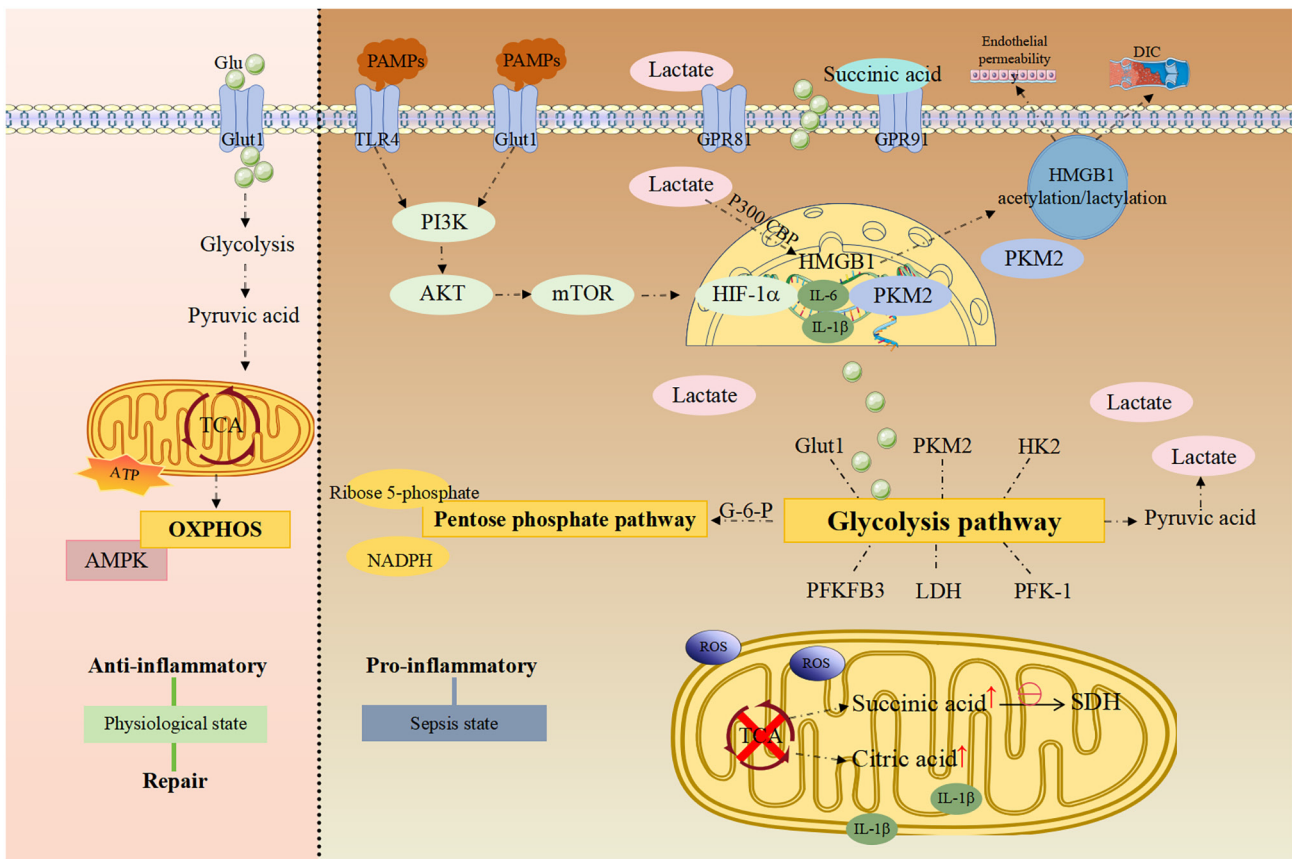 Glu
Glut1
Glycolysis
Pyruvic acid
TCA
ATP
OXPHOS
AMPK
Anti-inflammatory
Physiological state
Repair
PAMPs
PAMPs
TLR4
Glut1
PI3K
AKT
mTOR
Lactate
GPR81
Succinic acid
GPR91
Endothelial
permeability
y
DIC
Lactate
P300/CBP
HMGB1
HIF-1α
IL-6
IL-1β
PKM2
HMGB1
acetylation/lactylation
PKM2
Lactate
Lactate
Lactate
Glut1
PKM2
HK2
Ribose 5-phosphate
Pentose phosphate pathway
NADPH
G-6-P
Glycolysis pathway
Pyruvic acid
PFKFB3
LDH
PFK-1
Pro-inflammatory
Sepsis state
ROS
ROS
TCA
Succinic acid↑
SDH
Citric acid↑
IL-1β
IL-1β